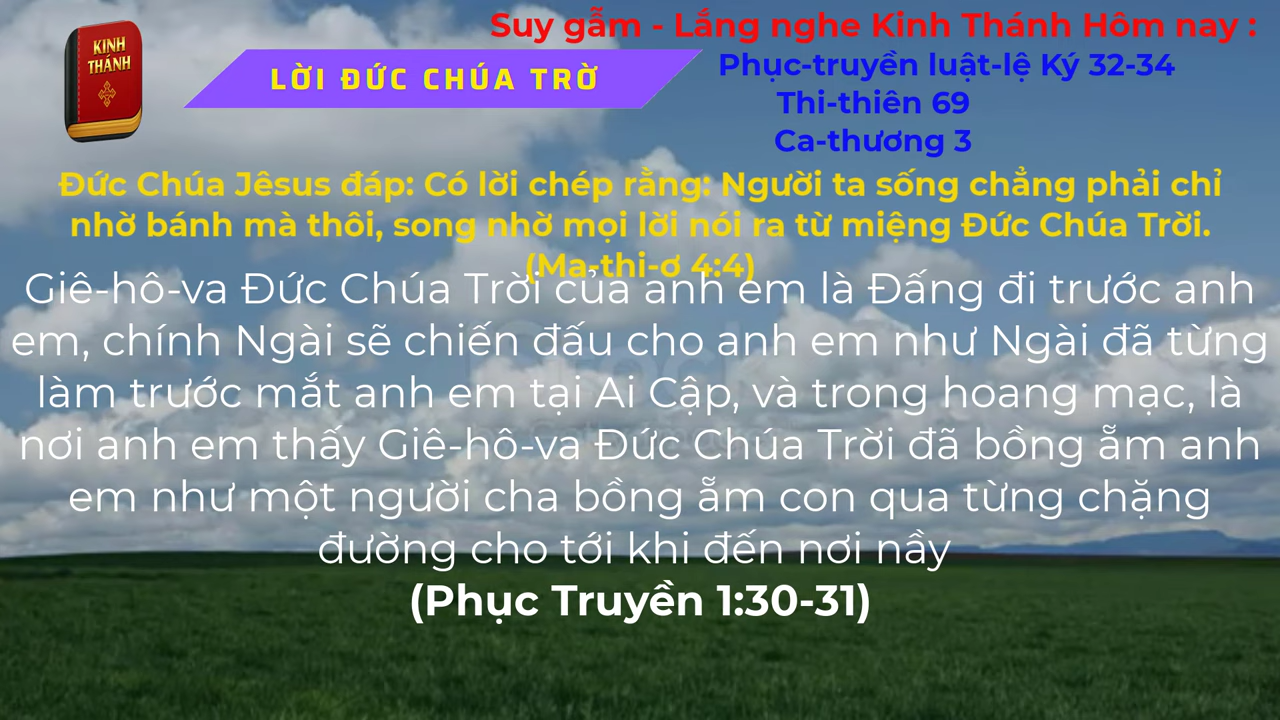 KINH
THÁNH
Suy gẫm - Lắng nghe Kinh Thánh Hôm nay :
LỜI ĐỨC CHÚA TRỜ
Phục-truyền luật-lệ Ký 32-34
Thi-thiên 69
Ca-thương 3
Đức Chúa Jêsus đáp: Có lời chép rằng: Người ta sống chẳng phải chỉ
nhờ bánh mà thôi, song nhờ mọi lời nói ra từ miệng Đức Chúa Trời.
(Ma-thi-ơ 4:4)
Giê-hô-va Đức Chúa Trời của anh em là Đấng đi trước anh
em, chính Ngài sẽ chiến đấu cho anh em như Ngài đã từng
làm trước mắt anh em tại Ai Cập, và trong hoang mạc, là
nơi anh em thấy Giê-hô-va Đức Chúa Trời đã bồng ẵm anh
em như một người cha bồng ẵm con qua từng chặng
đường cho tới khi đến nơi nầy
(Phục Truyền 1:30-31)